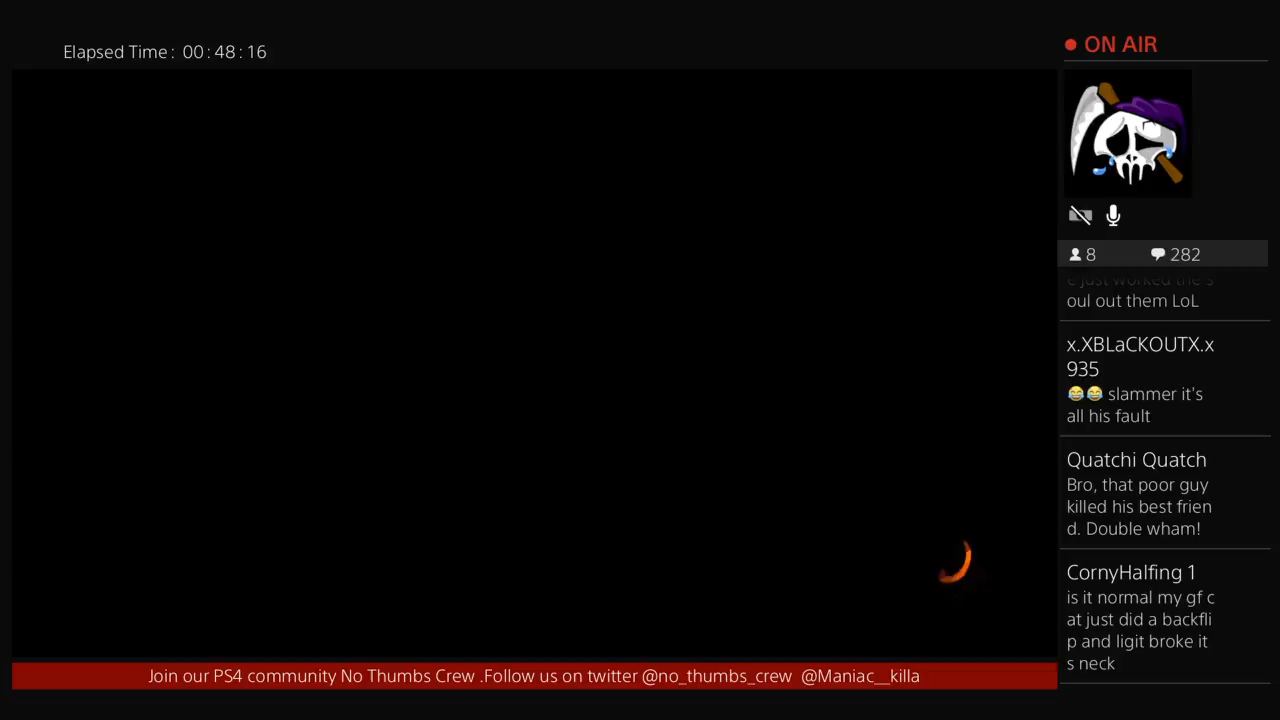 Elapsed Time: 00:48:16
ON AIR
8 282
e just worked the s
oul out them LoL
x.XBLaCKOUTX.x
935
😂😂 slammer it's
all his fault
Quatchi Quatch
Bro, that poor guy
killed his best frien
d. Double wham!
CornyHalfing 1
is it normal my gf c
at just did a backfli
p and ligit broke it
s neck
Join our PS4 community No Thumbs Crew .Follow us on twitter @no_thumbs_crew @Maniac__killa